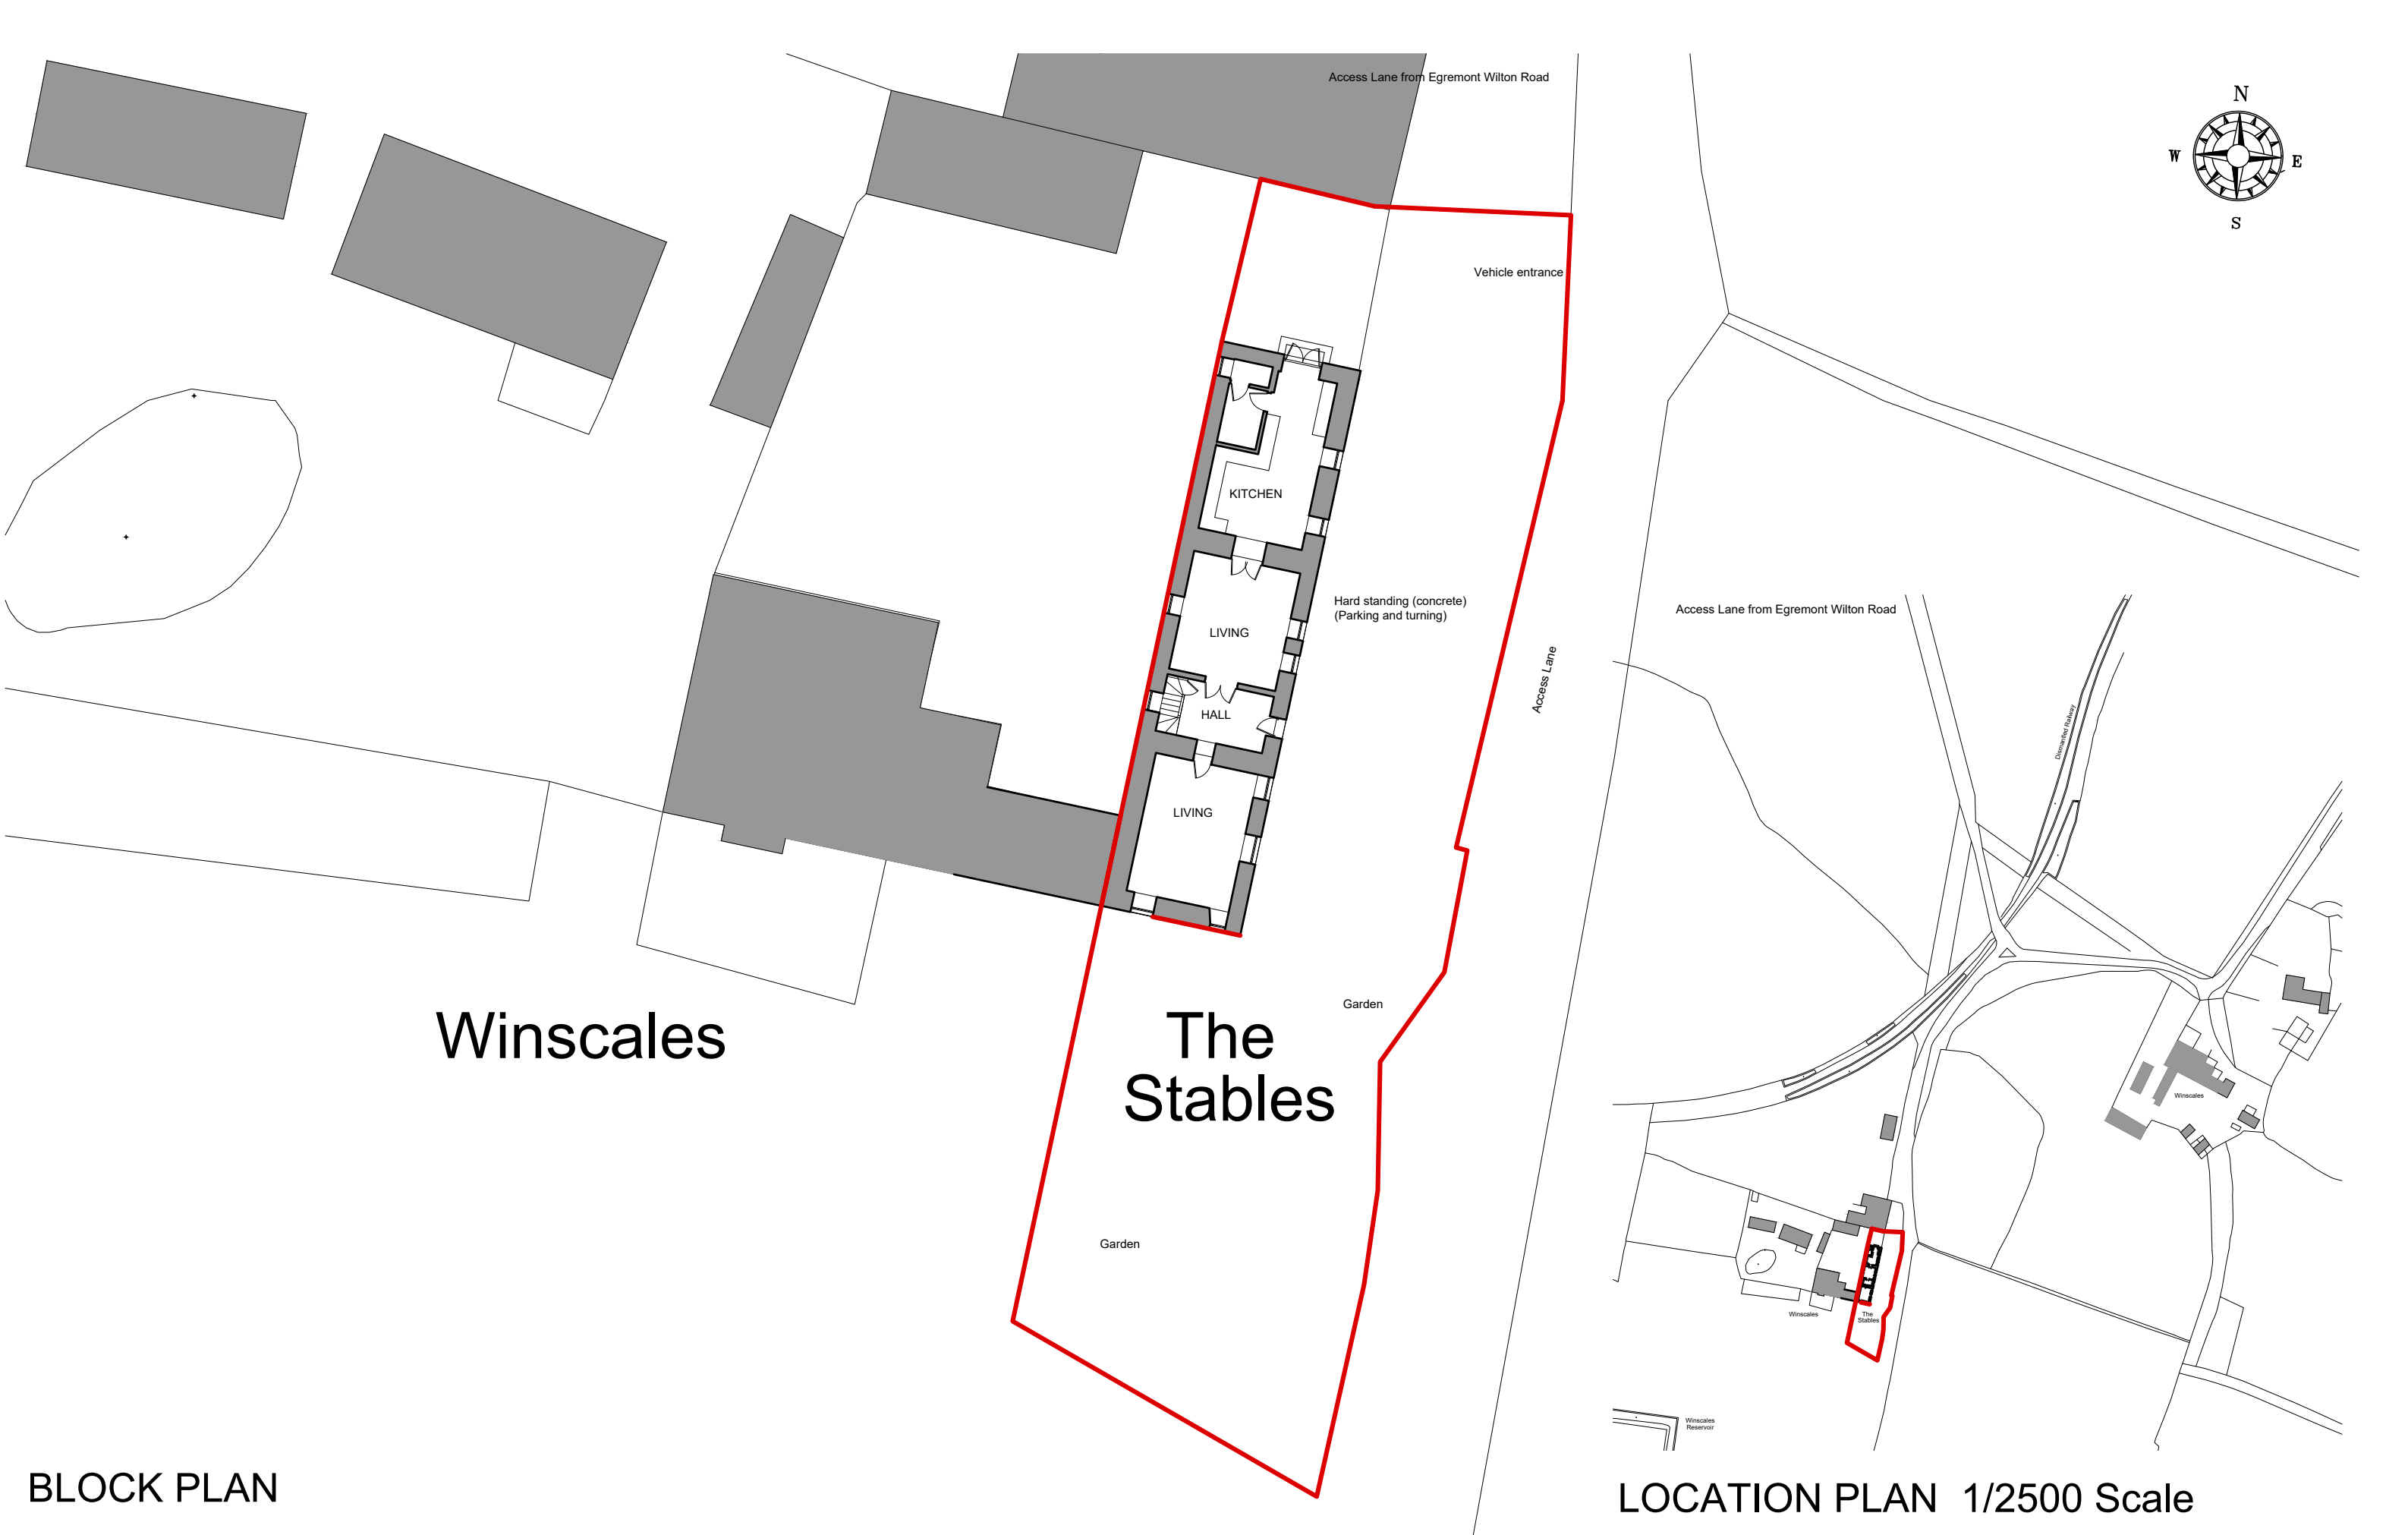 Access Lane from Egremont Wilton Road
N
W
E
S
Vehicle entrance
KITCHEN
LIVING
Hard standing (concrete)
(Parking and turning)
Access Lane
HALL
LIVING
Winscales
The
Stables
Garden
Garden
BLOCK PLAN
Access Lane from Egremont Wilton Road
Dismantled Railway
Winscales
Winscales
The
Stables
Winscales
Reservoir
LOCATION PLAN 1/2500 Scale